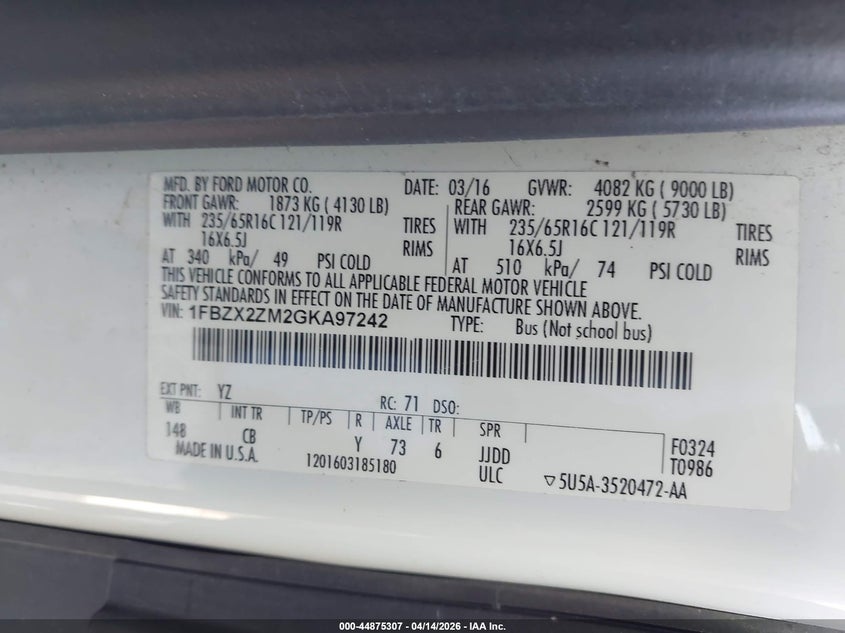 MFD. BY FORD MOTOR CO. DATE: 03/16 GVWR: 4082 KG ( 9000 LB)
FRONT GAWR: 1873 KG ( 4130 LB) REAR GAWR: 2599 KG ( 5730 LB)
WITH 235/65R16C 121/119R TIRES WITH 235/65R16C 121/119R TIRES
16X6.5J RIMS 16X6.5J RIMS
AT 340 kPa/ 49 PSI COLD AT 510 kPa/ 74 PSI COLD
THIS VEHICLE CONFORMS TO ALL APPLICABLE FEDERAL MOTOR VEHICLE
SAFETY STANDARDS IN EFFECT ON THE DATE OF MANUFACTURE SHOWN ABOVE.
VIN: 1FBZX2ZM2GKA97242 TYPE: Bus (Not school bus)
EXT PNT: YZ RC: 71 DSO:
WB INT TR TP/PS R AXLE TR SPR
148 CB Y 73 6 JJDD F0324
MADE IN U.S.A. 1201603185180 ULC T0986
▽5U5A-3520472-AA
000-44875307 - 04/14/2026 - IAA Inc.